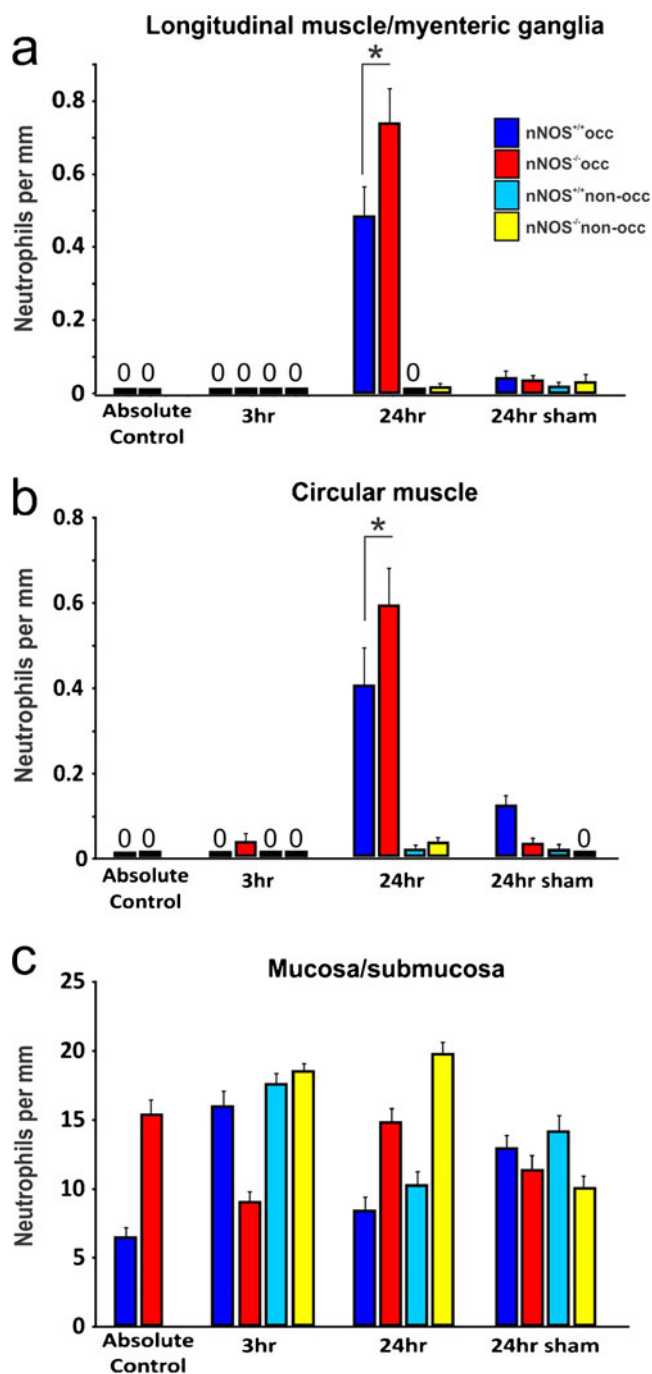 a
Longitudinal muscle/myenteric ganglia
Neutrophils per mm
0.8
0.6
0.4
0.2
0
*
nNOS+/+occ
nNOS-/-occ
nNOS+/+non-occ
nNOS-/-non-occ
0 0
0 0 0 0
0
Absolute Control
3hr
24hr
24hr sham
b
Circular muscle
Neutrophils per mm
0.8
0.6
0.4
0.2
0
*
0 0
0 0 0
0
Absolute Control
3hr
24hr
24hr sham
c
Mucosa/submucosa
Neutrophils per mm
25
20
15
10
5
0
Absolute Control
3hr
24hr
24hr sham